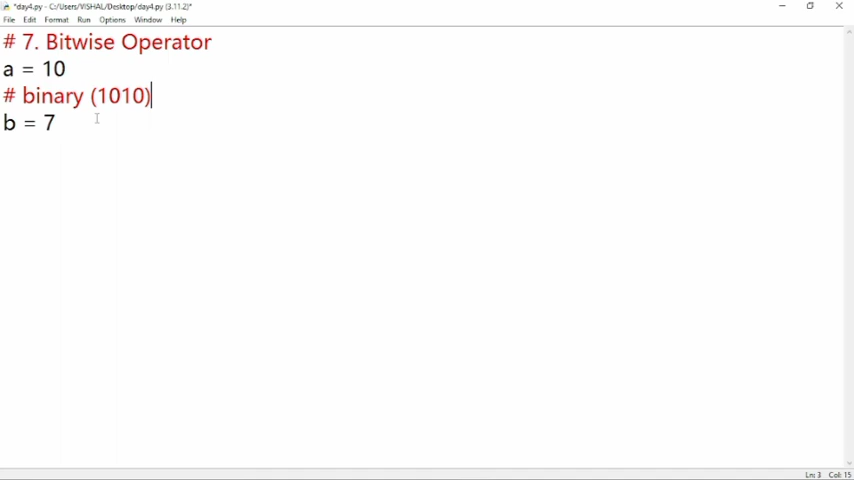 *day4.py - C:/Users/VISHAL/Desktop/day4.py (3.11.2)*
File Edit Format Run Options Window Help
# 7. Bitwise Operator
a = 10
# binary (1010)
b = 7
Ln: 3 Col: 15